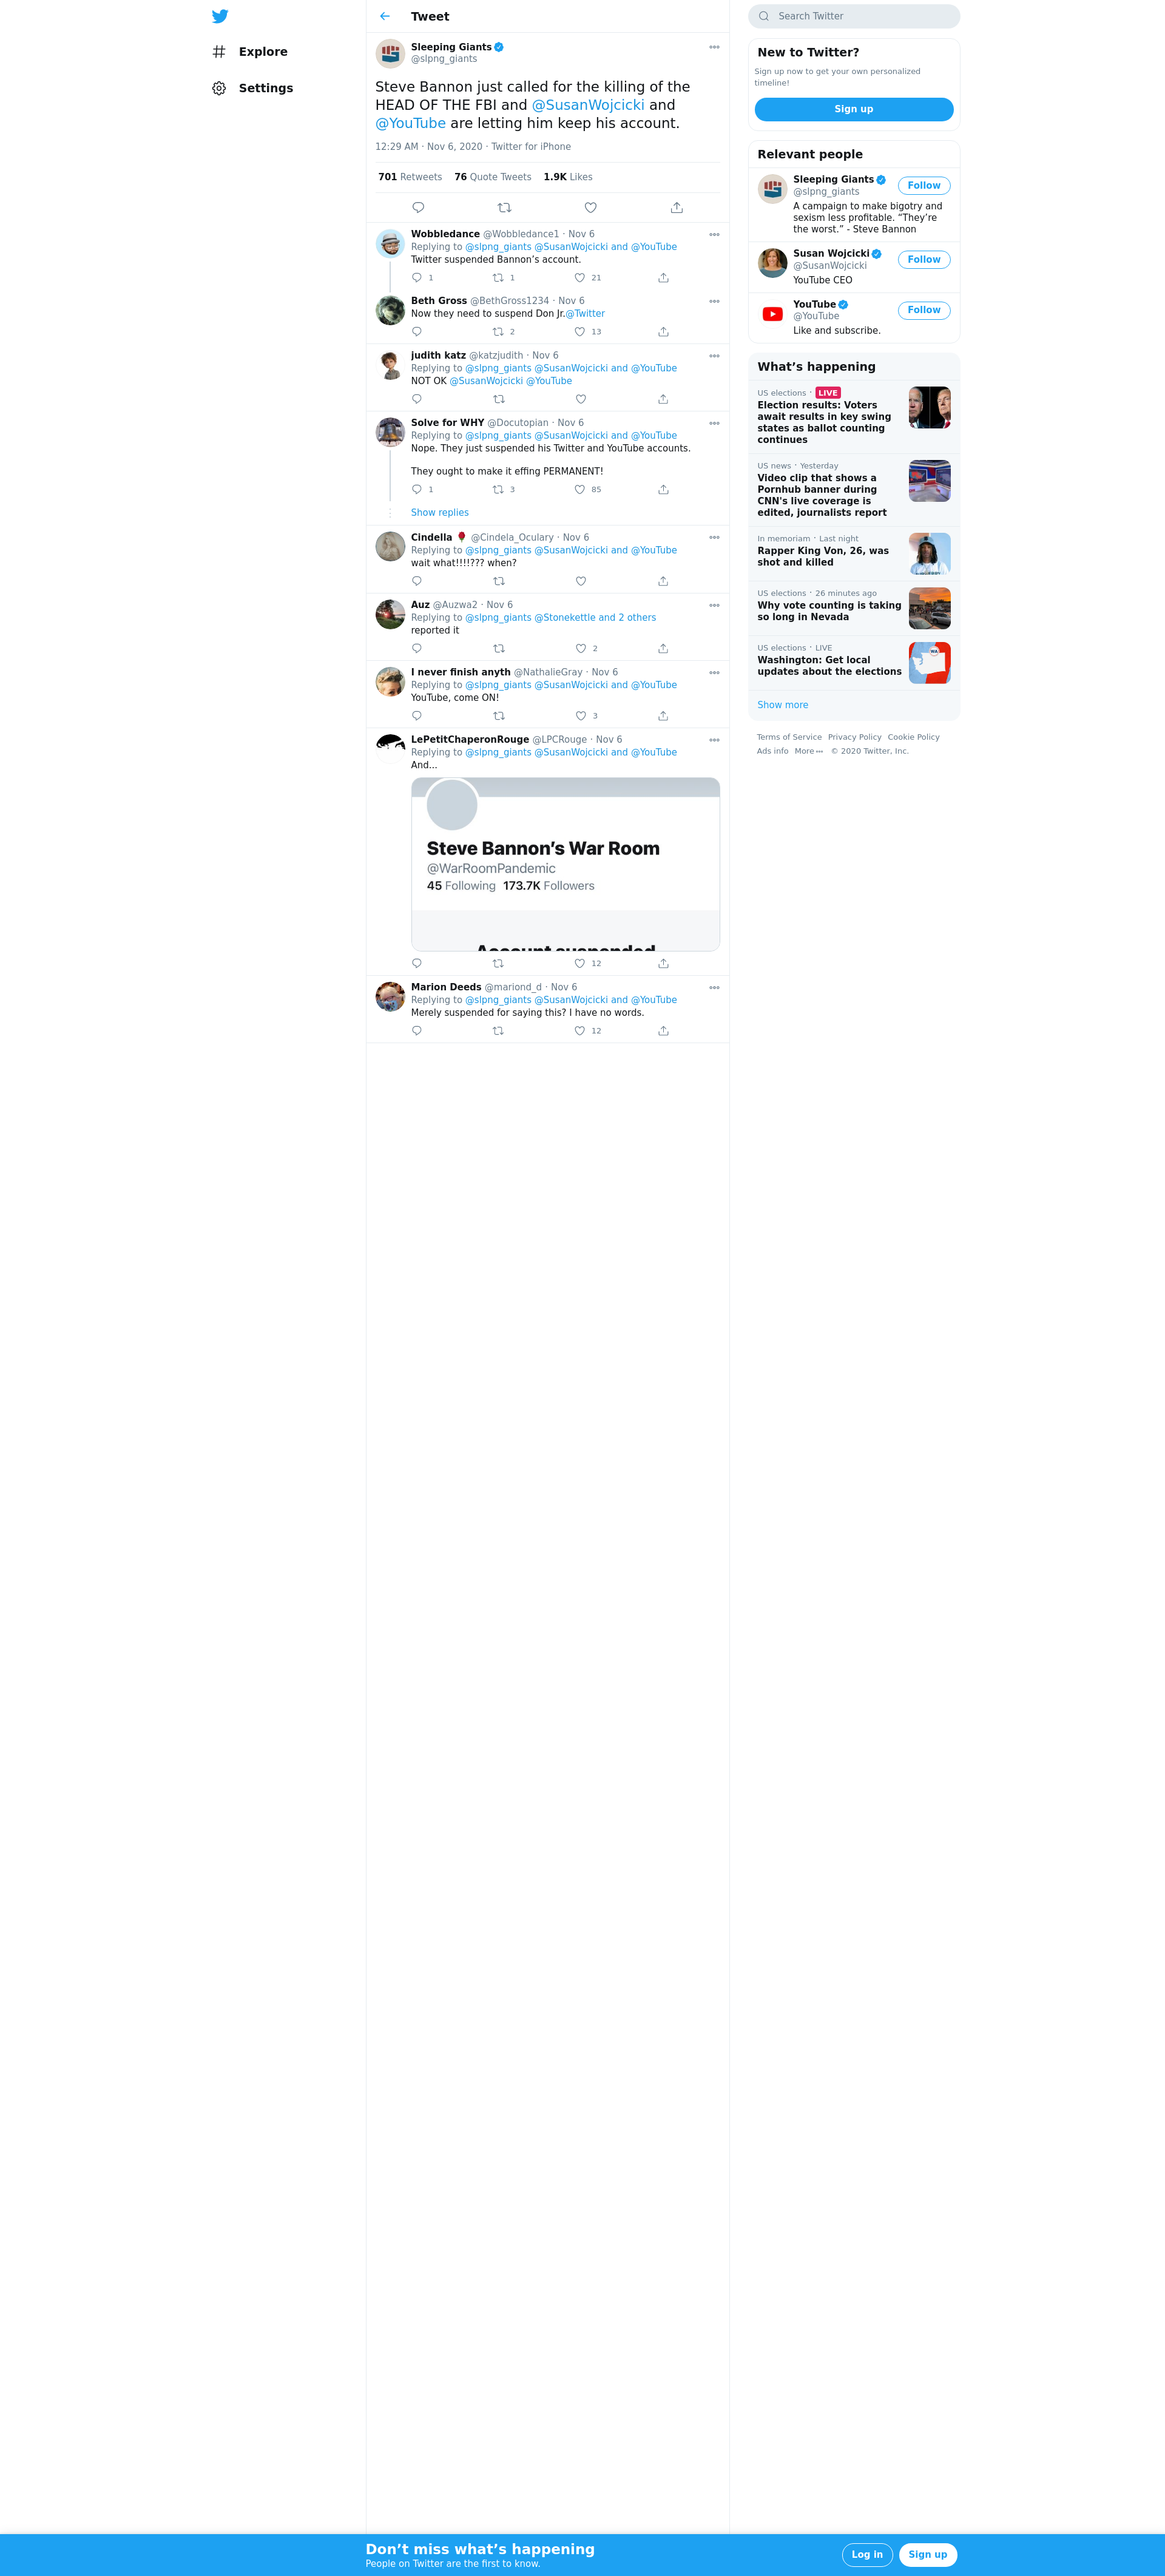 Explore
Settings
Tweet
Sleeping Giants
@slpng_giants
Steve Bannon just called for the killing of the
HEAD OF THE FBI and @SusanWojcicki and
@YouTube are letting him keep his account.
12:29 AM · Nov 6, 2020 · Twitter for iPhone
701 Retweets 76 Quote Tweets 1.9K Likes
Wobbledance @Wobbledance1 · Nov 6
Replying to @slpng_giants @SusanWojcicki and @YouTube
Twitter suspended Bannon’s account.
1 1 21
Beth Gross @BethGross1234 · Nov 6
Now they need to suspend Don Jr.@Twitter
2 13
judith katz @katzjudith · Nov 6
Replying to @slpng_giants @SusanWojcicki and @YouTube
NOT OK @SusanWojcicki @YouTube
Solve for WHY @Docutopian · Nov 6
Replying to @slpng_giants @SusanWojcicki and @YouTube
Nope. They just suspended his Twitter and YouTube accounts.
They ought to make it effing PERMANENT!
1 3 85
Show replies
Cindella 🌹 @Cindela_Oculary · Nov 6
Replying to @slpng_giants @SusanWojcicki and @YouTube
wait what!!!!??? when?
Auz @Auzwa2 · Nov 6
Replying to @slpng_giants @Stonekettle and 2 others
reported it
2
I never finish anyth @NathalieGray · Nov 6
Replying to @slpng_giants @SusanWojcicki and @YouTube
YouTube, come ON!
3
LePetitChaperonRouge @LPCRouge · Nov 6
Replying to @slpng_giants @SusanWojcicki and @YouTube
And...
Steve Bannon’s War Room
@WarRoomPandemic
45 Following 173.7K Followers
Account suspended
12
Marion Deeds @mariond_d · Nov 6
Replying to @slpng_giants @SusanWojcicki and @YouTube
Merely suspended for saying this? I have no words.
12
Search Twitter
New to Twitter?
Sign up now to get your own personalized
timeline!
Sign up
Relevant people
Sleeping Giants
@slpng_giants
Follow
A campaign to make bigotry and
sexism less profitable. “They’re
the worst.” - Steve Bannon
Susan Wojcicki
@SusanWojcicki
Follow
YouTube CEO
YouTube
@YouTube
Follow
Like and subscribe.
What’s happening
US elections · LIVE
Election results: Voters
await results in key swing
states as ballot counting
continues
US news · Yesterday
Video clip that shows a
Pornhub banner during
CNN's live coverage is
edited, journalists report
In memoriam · Last night
Rapper King Von, 26, was
shot and killed
US elections · 26 minutes ago
Why vote counting is taking
so long in Nevada
US elections · LIVE
Washington: Get local
updates about the elections
WA
Show more
Terms of Service Privacy Policy Cookie Policy
Ads info More © 2020 Twitter, Inc.
Don’t miss what’s happening
People on Twitter are the first to know.
Log in
Sign up